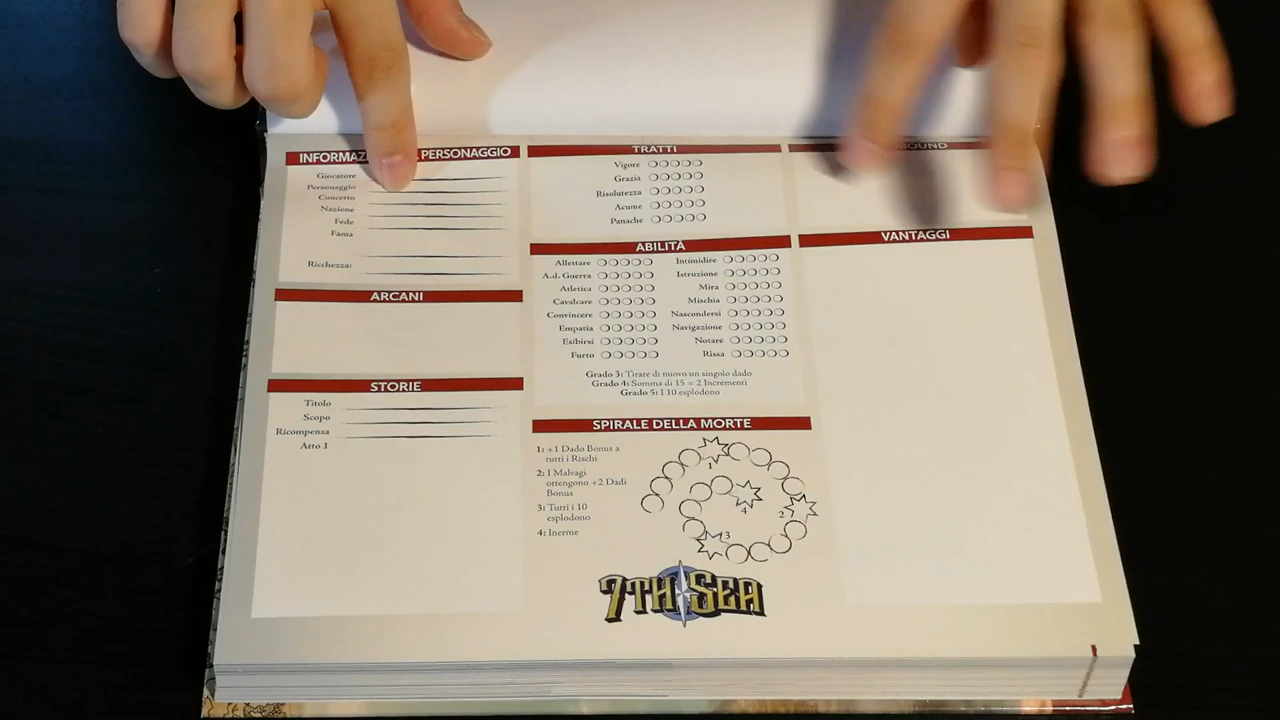 INFORMAZ PERSONAGGIO
Giocatore
Personaggio
Concetto
Nazione
Fede
Fama
Ricchezza:
ARCANI
STORIE
Titolo
Scopo
Ricompensa
Atto 1
TRATTI
Vigore
Grazia
Risolutezza
Acume
Panache
ABILITÀ
Allettare
A.d. Guerra
Atletica
Cavalcare
Convincere
Empatia
Esibirsi
Furto
Intimidire
Istruzione
Mira
Mischia
Nascondersi
Navigazione
Notare
Rissa
Grado 3: Tirare di nuovo un singolo dado
Grado 4: Somma di 15 = 2 Incrementi
Grado 5: I 10 esplodono
SPIRALE DELLA MORTE
1: +1 Dado Bonus a
tutti i Rischi
2: I Malvagi
ottengono +2 Dadi
Bonus
3: Tutti i 10
esplodono
4: Inerme
1
2
3
4
7TH SEA
OUND
VANTAGGI